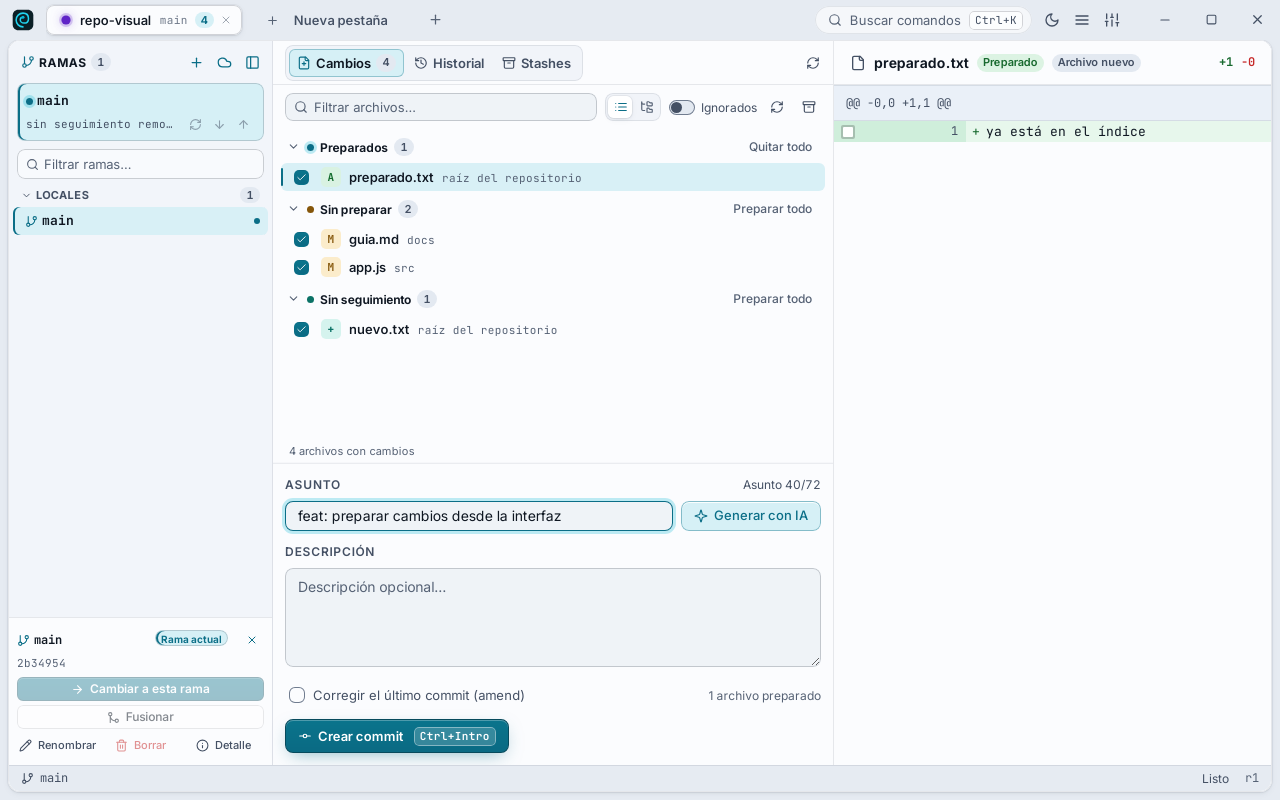 repo-visual main 4
Nueva pestaña
Buscar comandos Ctrl+K
RAMAS 1
main
sin seguimiento remo…
Filtrar ramas…
LOCALES 1
main
main Rama actual
2b34954
Cambiar a esta rama
Fusionar
Renombrar Borrar Detalle
Cambios 4 Historial Stashes
Filtrar archivos… Ignorados
Preparados 1 Quitar todo
A preparado.txt raíz del repositorio
Sin preparar 2 Preparar todo
M guia.md docs
M app.js src
Sin seguimiento 1 Preparar todo
+ nuevo.txt raíz del repositorio
4 archivos con cambios
ASUNTO Asunto 40/72
feat: preparar cambios desde la interfaz Generar con IA
DESCRIPCIÓN
Descripción opcional…
Corregir el último commit (amend) 1 archivo preparado
Crear commit Ctrl+Intro
preparado.txt Preparado Archivo nuevo +1 -0
@@ -0,0 +1,1 @@
1 + ya está en el índice
main Listo r1